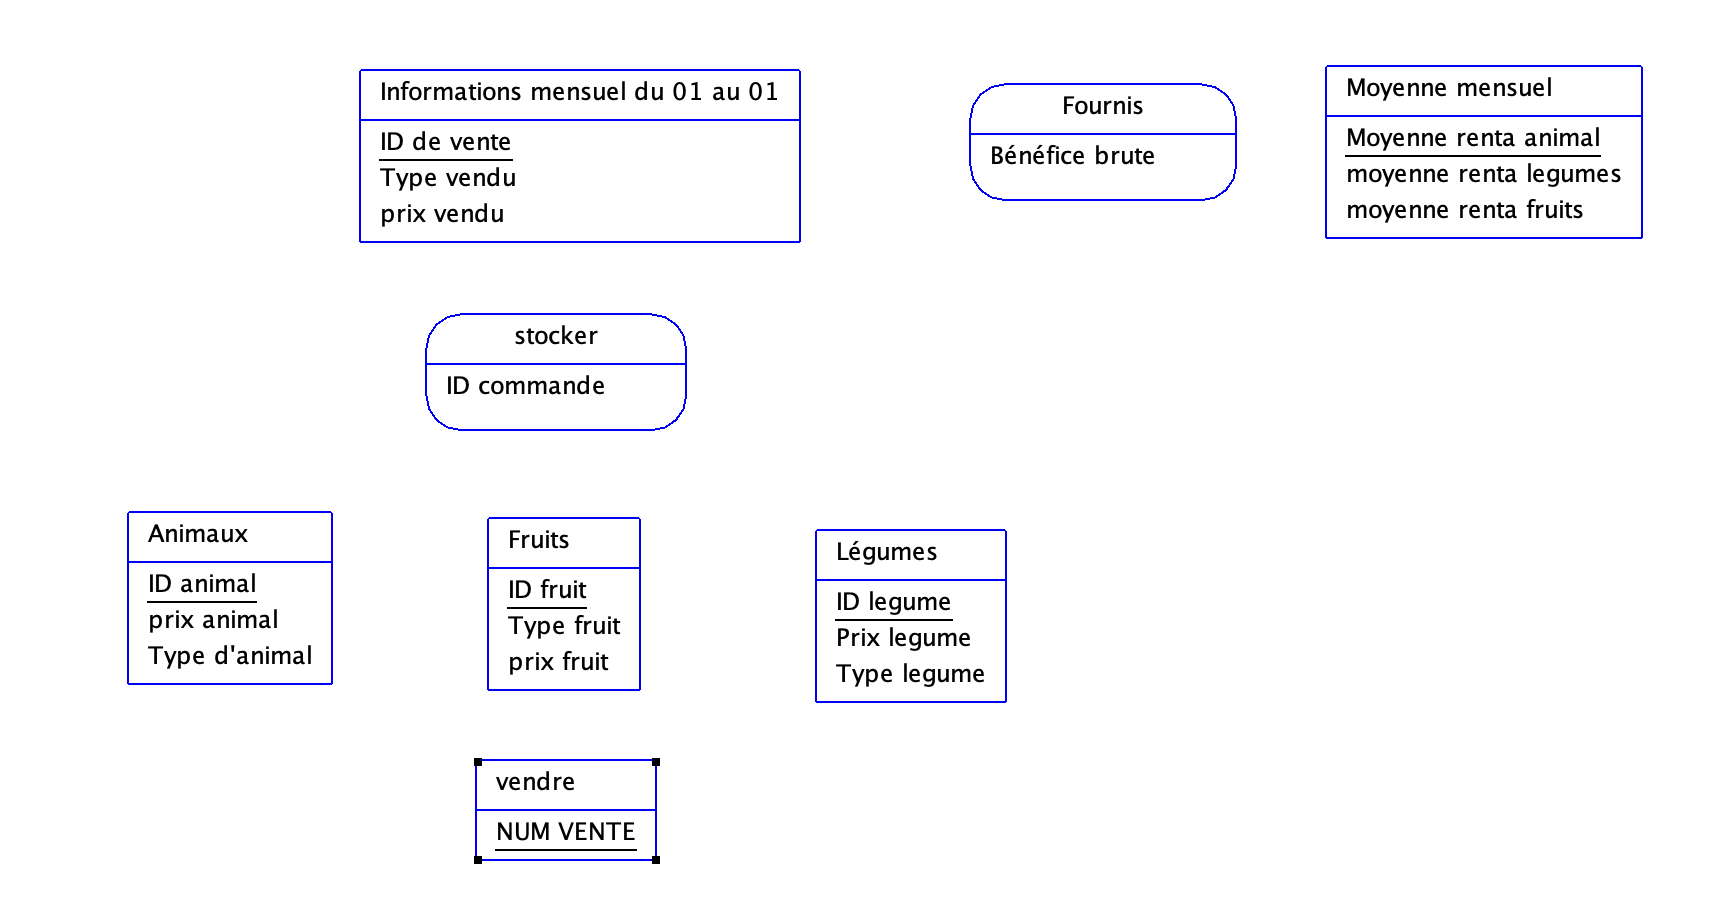 Informations mensuel du 01 au 01
ID de vente
Type vendu
prix vendu
Fournis
Bénéfice brute
Moyenne mensuel
Moyenne renta animal
moyenne renta legumes
moyenne renta fruits
stocker
ID commande
Animaux
ID animal
prix animal
Type d'animal
Fruits
ID fruit
Type fruit
prix fruit
Légumes
ID legume
Prix legume
Type legume
vendre
NUM VENTE